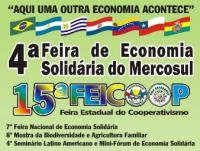 "AQUI UMA OUTRA ECONOMIA ACONTECE"
4ª Feira de Economia
Solidária do Mercosul
15ª FEICOOP
Feira Estadual do Cooperativismo
7ª Feira Nacional de Economia Solidária
8ª Mostra da Biodiversidade e Agricultura Familiar
4º Seminário Latino Americano e Mini-Fórum de Economia Solidária